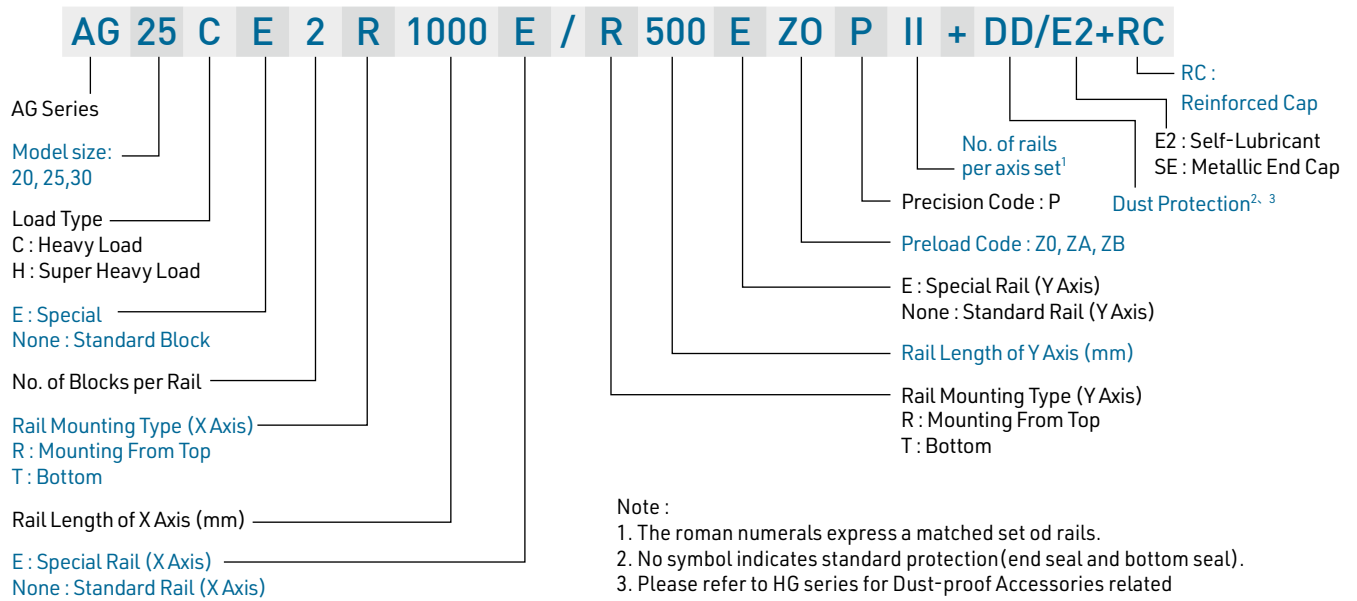 AG 25 C E 2 R 1000 E / R 500 E Z0 P II + DD/E2+RC
AG Series
Model size:
20, 25,30
Load Type
C : Heavy Load
H : Super Heavy Load
E : Special
None : Standard Block
No. of Blocks per Rail
Rail Mounting Type (X Axis)
R : Mounting From Top
T : Bottom
Rail Length of X Axis (mm)
E : Special Rail (X Axis)
None : Standard Rail (X Axis)
RC :
Reinforced Cap
E2 : Self-Lubricant
SE : Metallic End Cap
Dust Protection2、3
No. of rails
per axis set1
Precision Code : P
Preload Code : Z0, ZA, ZB
E : Special Rail (Y Axis)
None : Standard Rail (Y Axis)
Rail Length of Y Axis (mm)
Rail Mounting Type (Y Axis)
R : Mounting From Top
T : Bottom
Note :
1. The roman numerals express a matched set od rails.
2. No symbol indicates standard protection(end seal and bottom seal).
3. Please refer to HG series for Dust-proof Accessories related